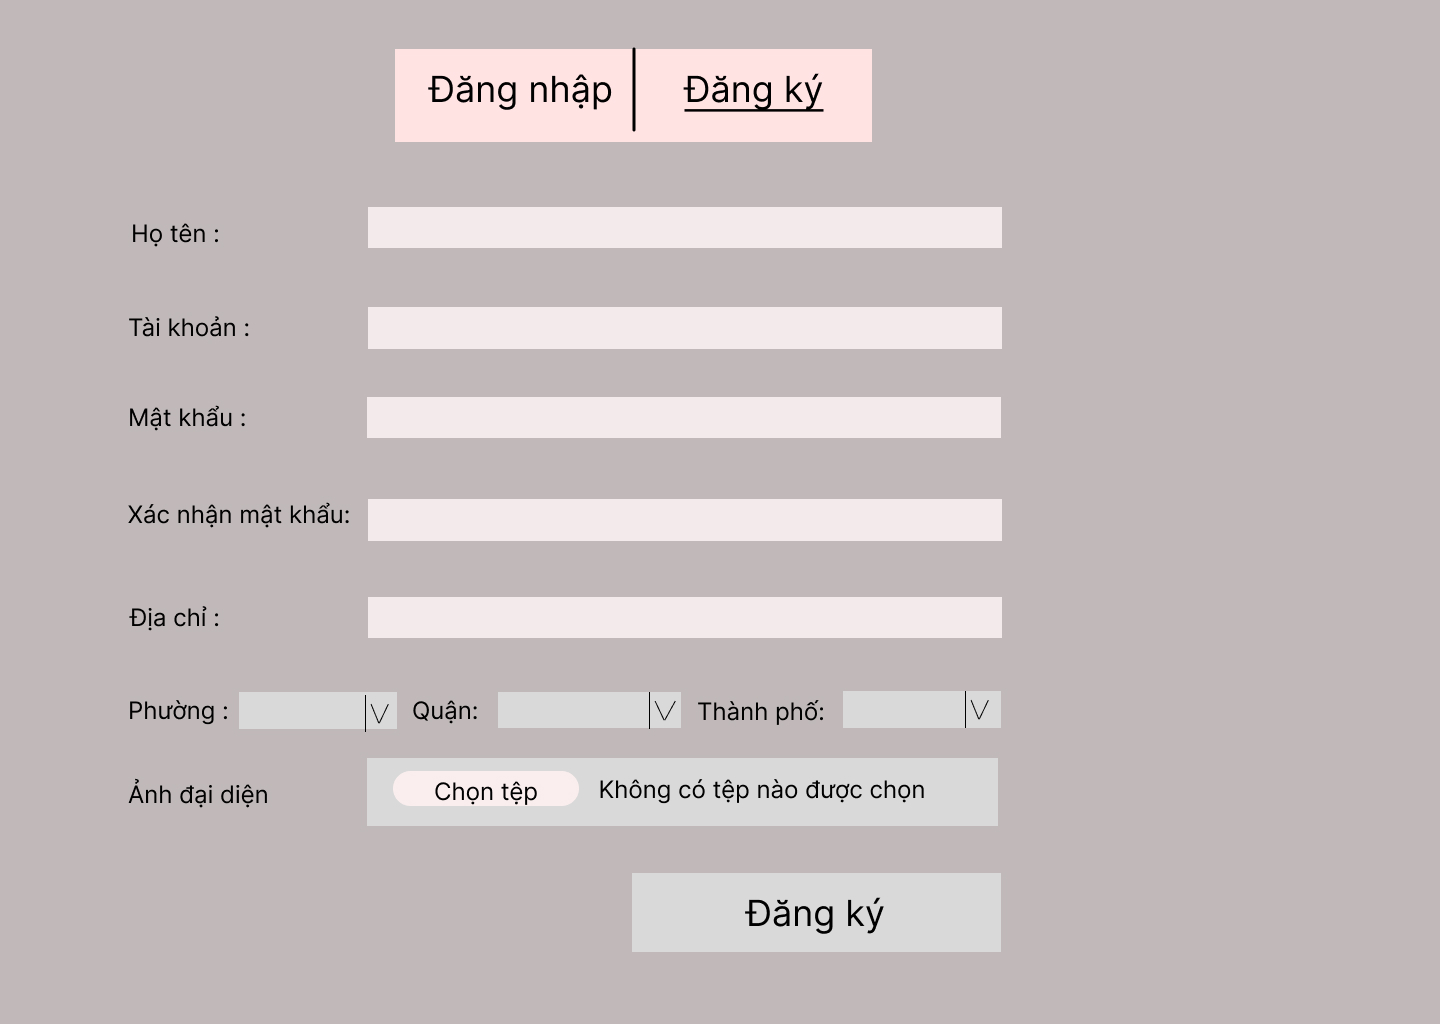 Đăng nhập Đăng ký
Họ tên :
Tài khoản :
Mật khẩu :
Xác nhận mật khẩu:
Địa chỉ :
Phường : Quận: Thành phố:
Ảnh đại diện Chọn tệp Không có tệp nào được chọn
Đăng ký